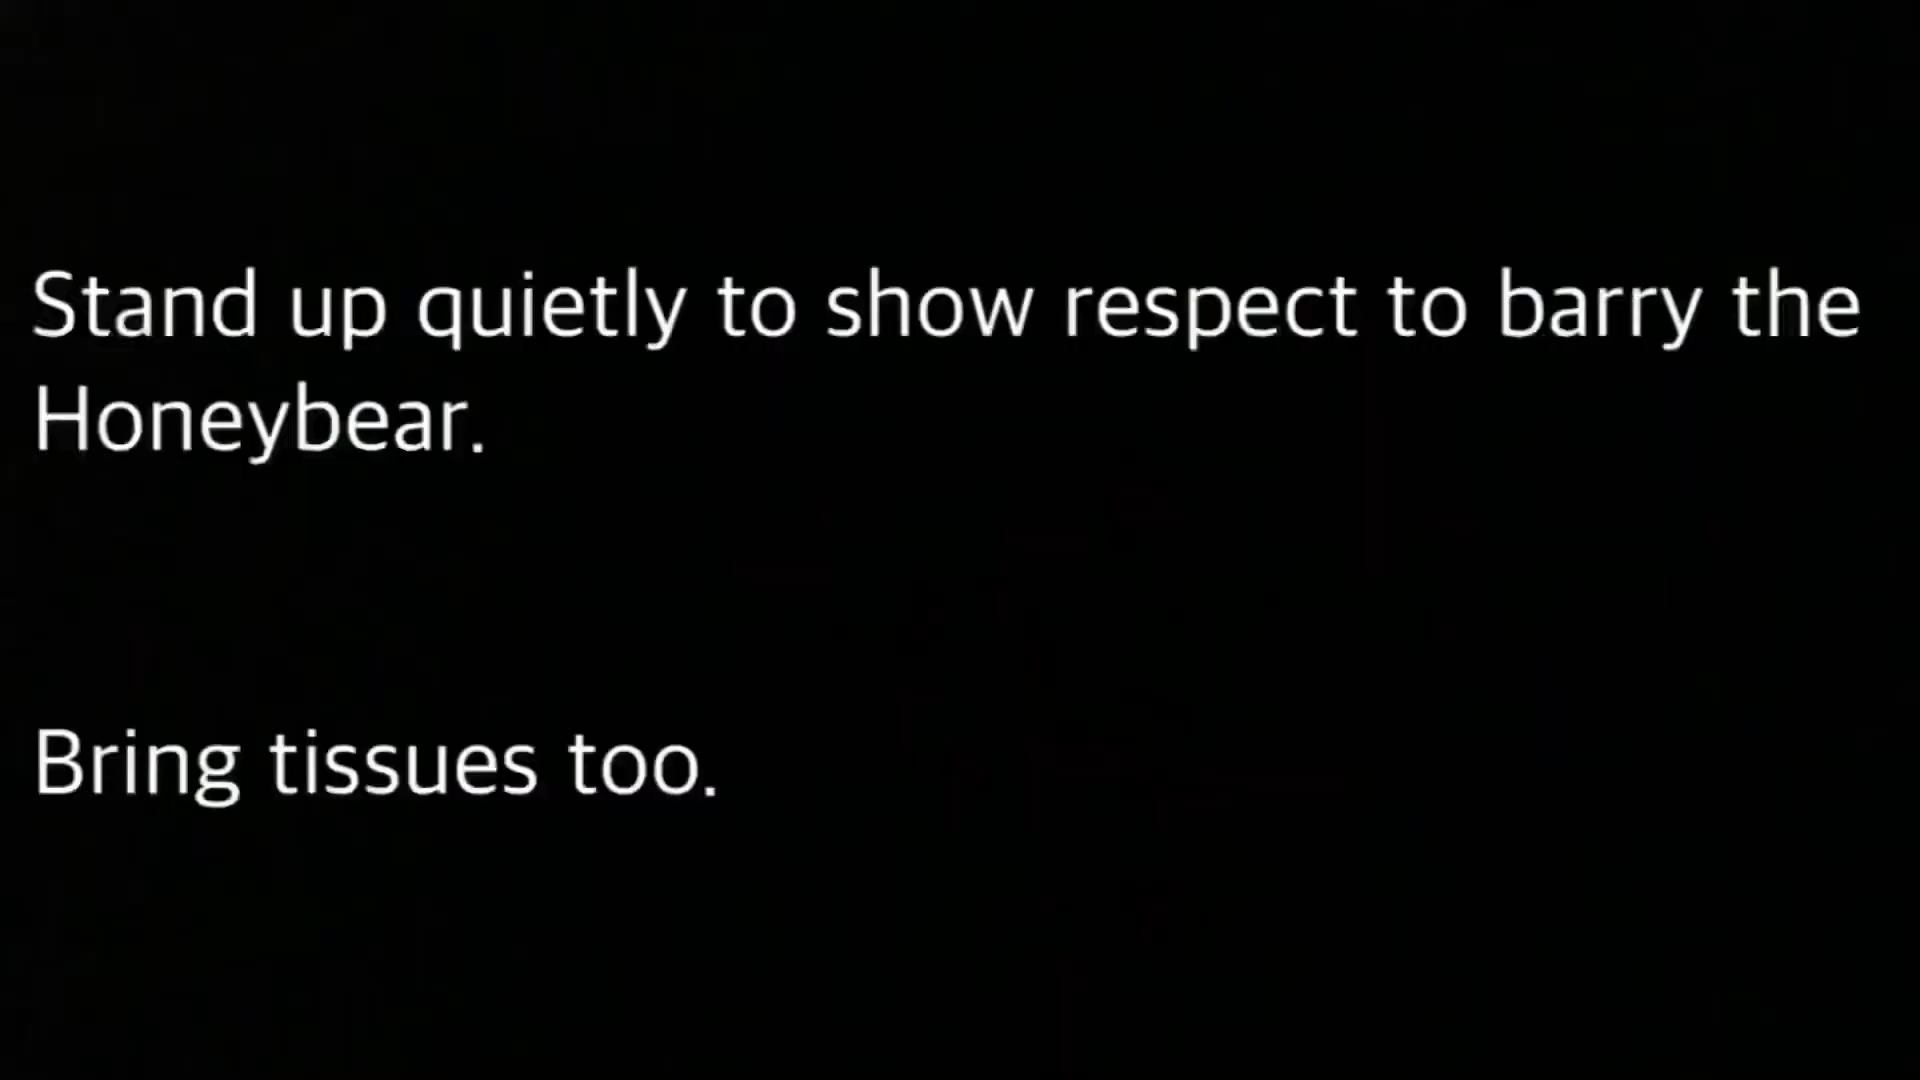 Stand up quietly to show respect to barry the
Honeybear.
Bring tissues too.